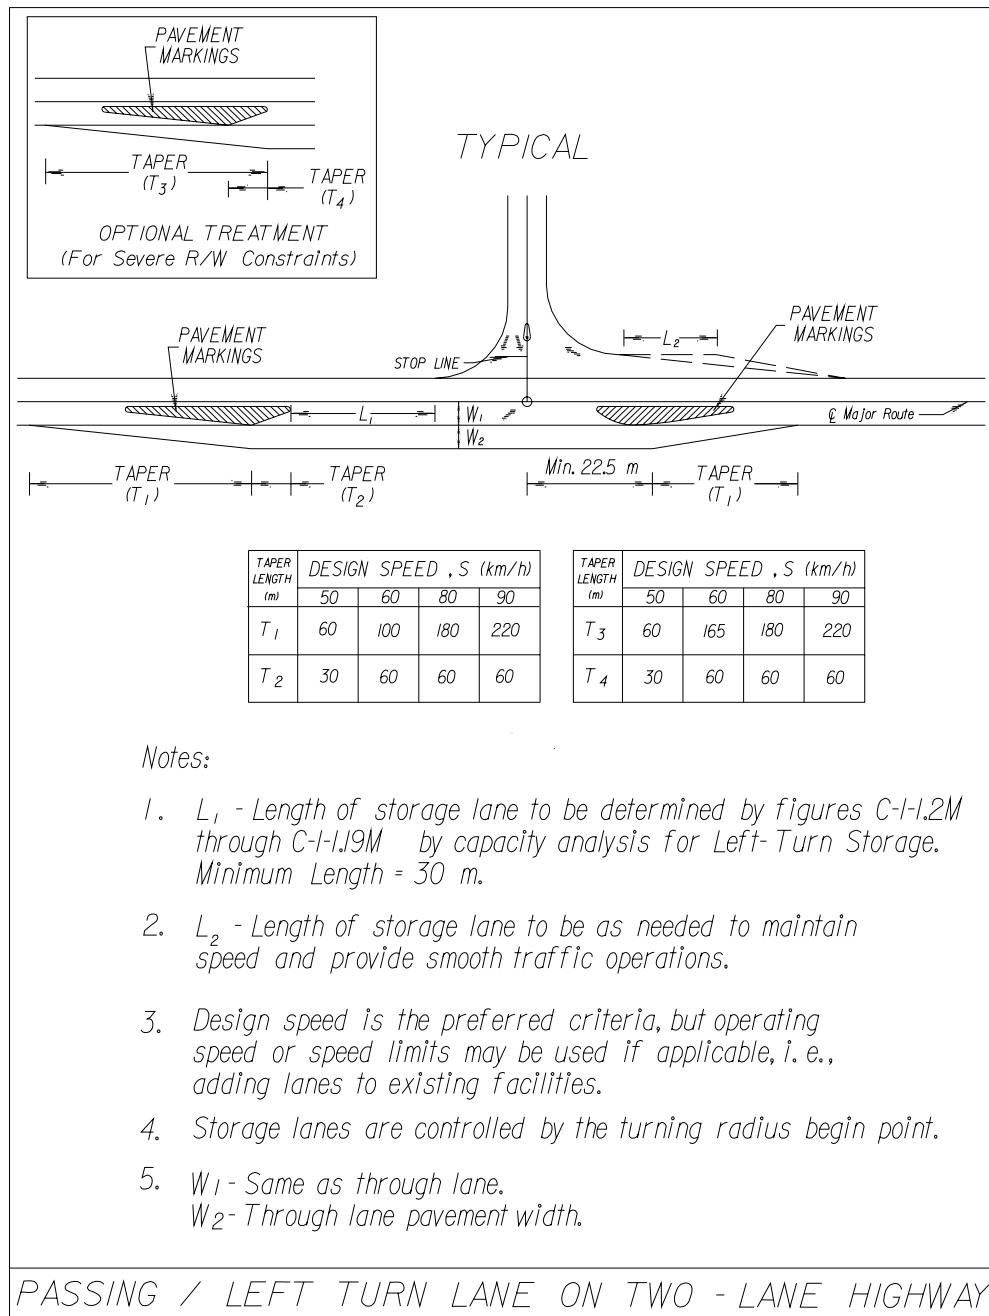 PAVEMENT
MARKINGS
TAPER
(T3)
TAPER
(T4)
OPTIONAL TREATMENT
(For Severe R/W Constraints)
TYPICAL
PAVEMENT
MARKINGS
STOP LINE
L2
PAVEMENT
MARKINGS
L1
W1
W2
℄ Major Route
TAPER
(T1)
TAPER
(T2)
Min. 22.5 m
TAPER
(T1)
TAPER
LENGTH
(m)
DESIGN SPEED , S (km/h)
50 60 80 90
T1 60 100 180 220
T2 30 60 60 60
TAPER
LENGTH
(m)
DESIGN SPEED , S (km/h)
50 60 80 90
T3 60 165 180 220
T4 30 60 60 60
Notes:
1. L1 - Length of storage lane to be determined by figures C-1-1.2M
through C-1-1.19M by capacity analysis for Left-Turn Storage.
Minimum Length = 30 m.
2. L2 - Length of storage lane to be as needed to maintain
speed and provide smooth traffic operations.
3. Design speed is the preferred criteria, but operating
speed or speed limits may be used if applicable, i. e.,
adding lanes to existing facilities.
4. Storage lanes are controlled by the turning radius begin point.
5. W1 - Same as through lane.
W2 - Through lane pavement width.
PASSING / LEFT TURN LANE ON TWO - LANE HIGHWAY